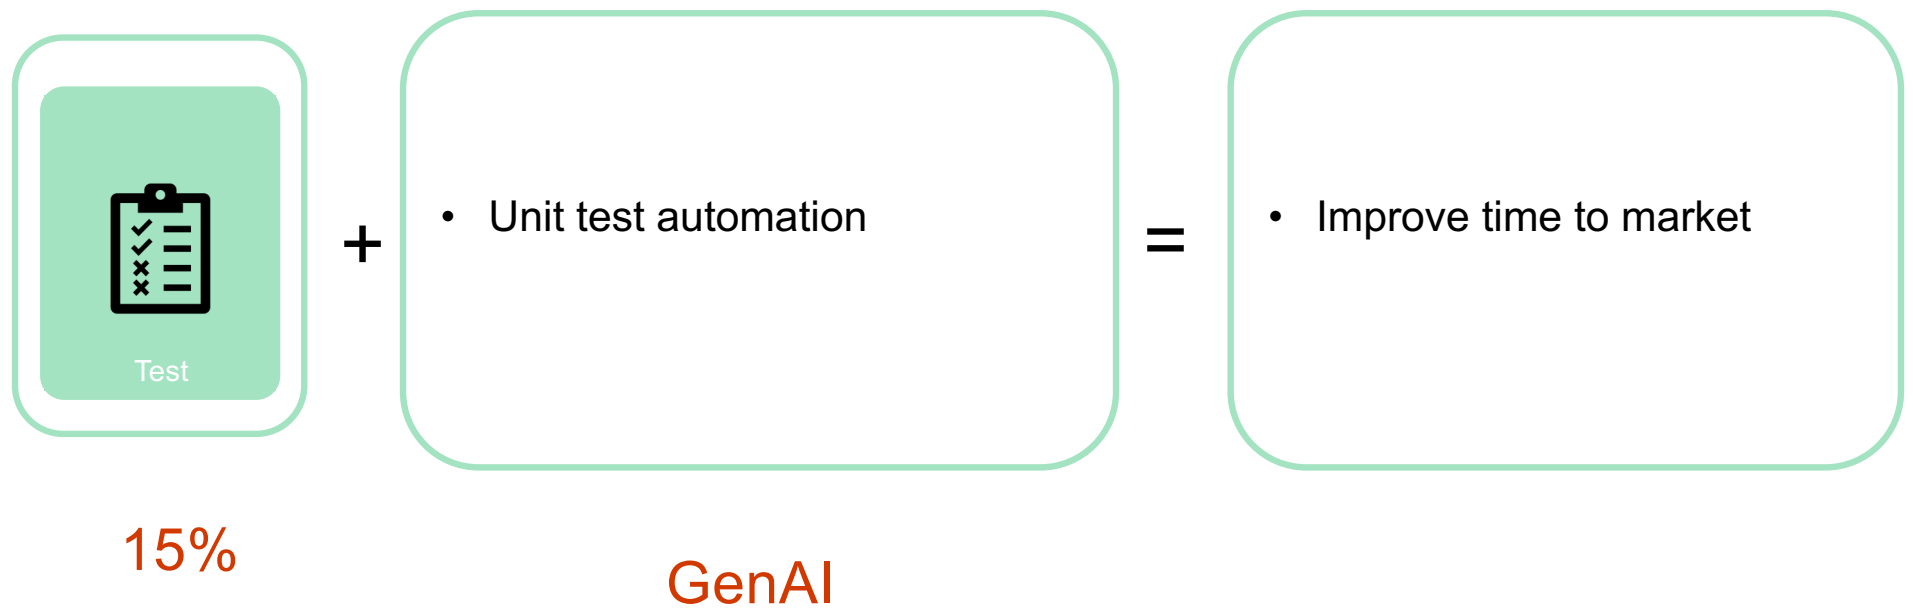 Test
+
• Unit test automation
=
• Improve time to market
15%
GenAI